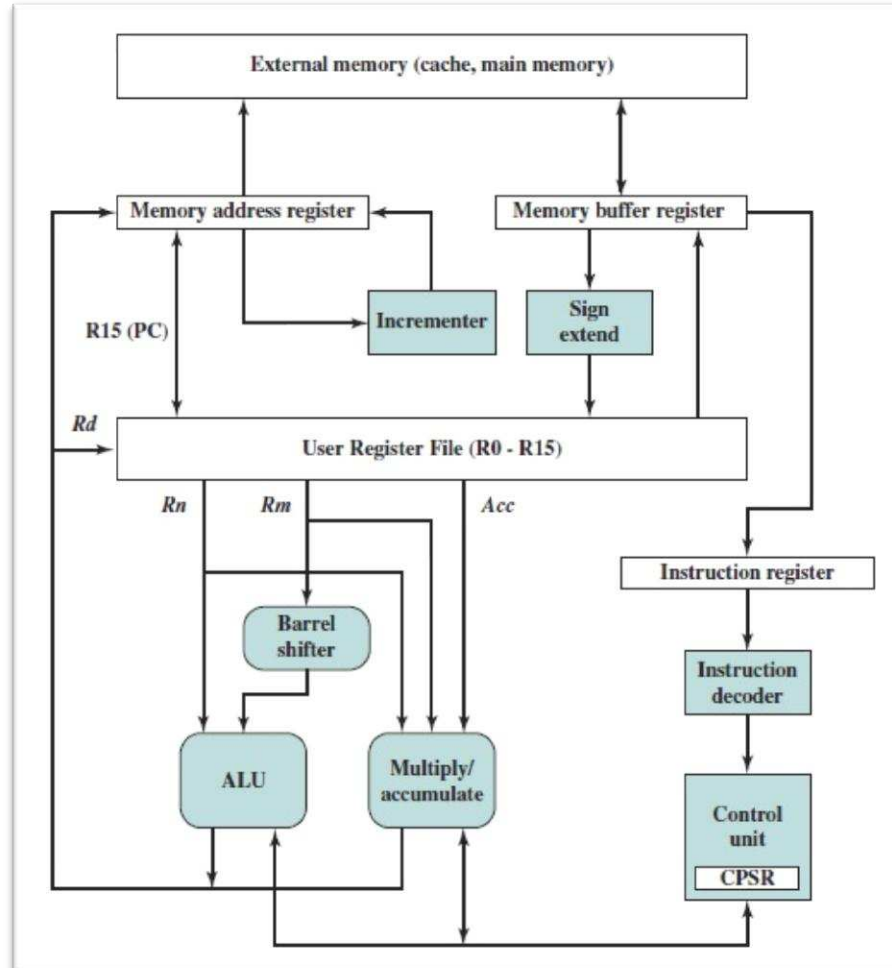 External memory (cache, main memory)
Memory address register
Memory buffer register
R15 (PC)
Incrementer
Sign
extend
Rd
User Register File (R0 - R15)
Rn
Rm
Acc
Instruction register
Barrel
shifter
Instruction
decoder
ALU
Multiply/
accumulate
Control
unit
CPSR